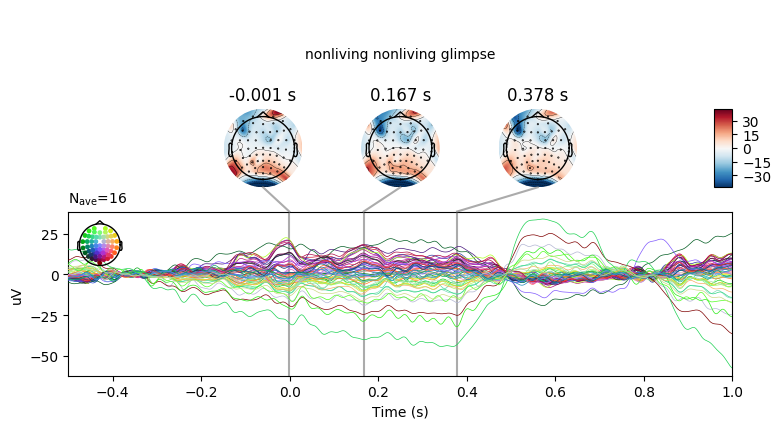 nonliving nonliving glimpse
-0.001 s 0.167 s 0.378 s
30
15
0
−15
−30
Nave=16
25
0
−25
−50
uV
−0.4 −0.2 0.0 0.2 0.4 0.6 0.8 1.0
Time (s)